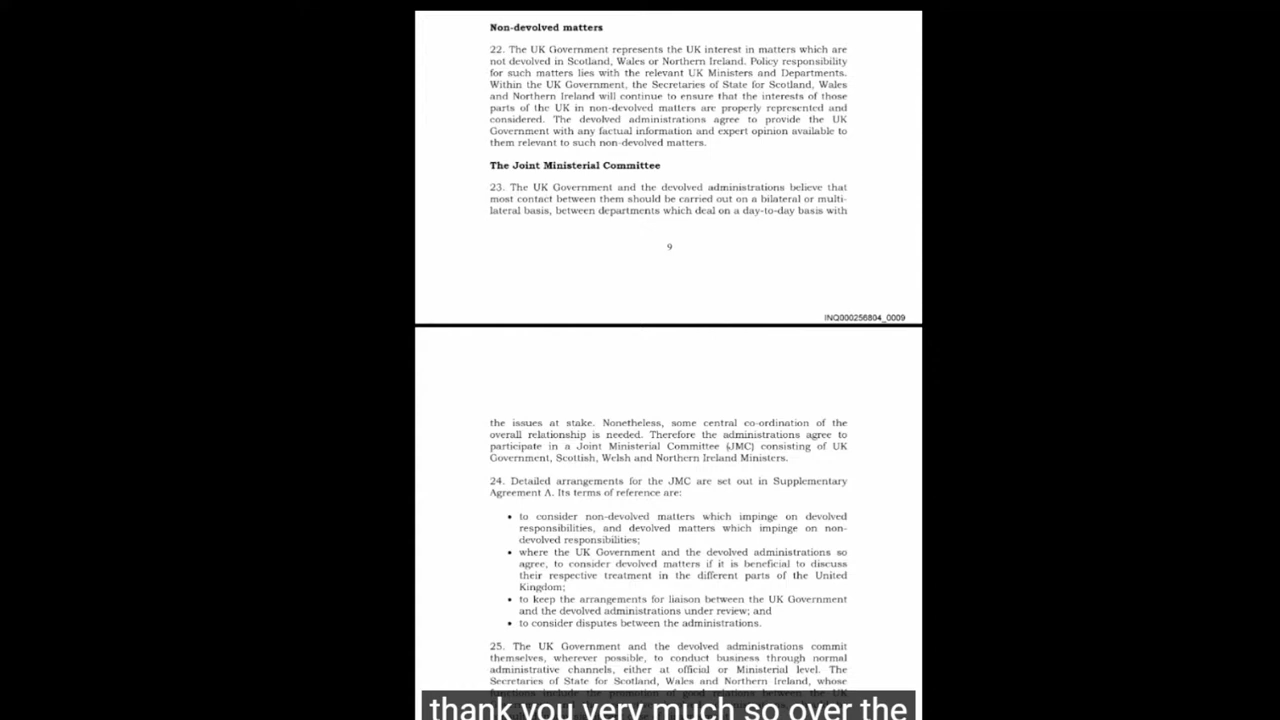 Non-devolved matters
22. The UK Government represents the UK interest in matters which are
not devolved in Scotland, Wales or Northern Ireland. Policy responsibility
for such matters lies with the relevant UK Ministers and Departments.
Within the UK Government, the Secretaries of State for Scotland, Wales
and Northern Ireland will continue to ensure that the interests of those
parts of the UK in non-devolved matters are properly represented and
considered. The devolved administrations agree to provide the UK
Government with any factual information and expert opinion available to
them relevant to such non-devolved matters.
The Joint Ministerial Committee
23. The UK Government and the devolved administrations believe that
most contact between them should be carried out on a bilateral or multi-
lateral basis, between departments which deal on a day-to-day basis with
9
INQ000256804_0009
the issues at stake. Nonetheless, some central co-ordination of the
overall relationship is needed. Therefore the administrations agree to
participate in a Joint Ministerial Committee (JMC) consisting of UK
Government, Scottish, Welsh and Northern Ireland Ministers.
24. Detailed arrangements for the JMC are set out in Supplementary
Agreement A. Its terms of reference are:
• to consider non-devolved matters which impinge on devolved
responsibilities, and devolved matters which impinge on non-
devolved responsibilities;
• where the UK Government and the devolved administrations so
agree, to consider devolved matters if it is beneficial to discuss
their respective treatment in the different parts of the United
Kingdom;
• to keep the arrangements for liaison between the UK Government
and the devolved administrations under review; and
• to consider disputes between the administrations.
25. The UK Government and the devolved administrations commit
themselves, wherever possible, to conduct business through normal
administrative channels, either at official or Ministerial level. The
Secretaries of State for Scotland, Wales and Northern Ireland, whose
functions include the promotion of good relations between the UK
thank you very much so over the